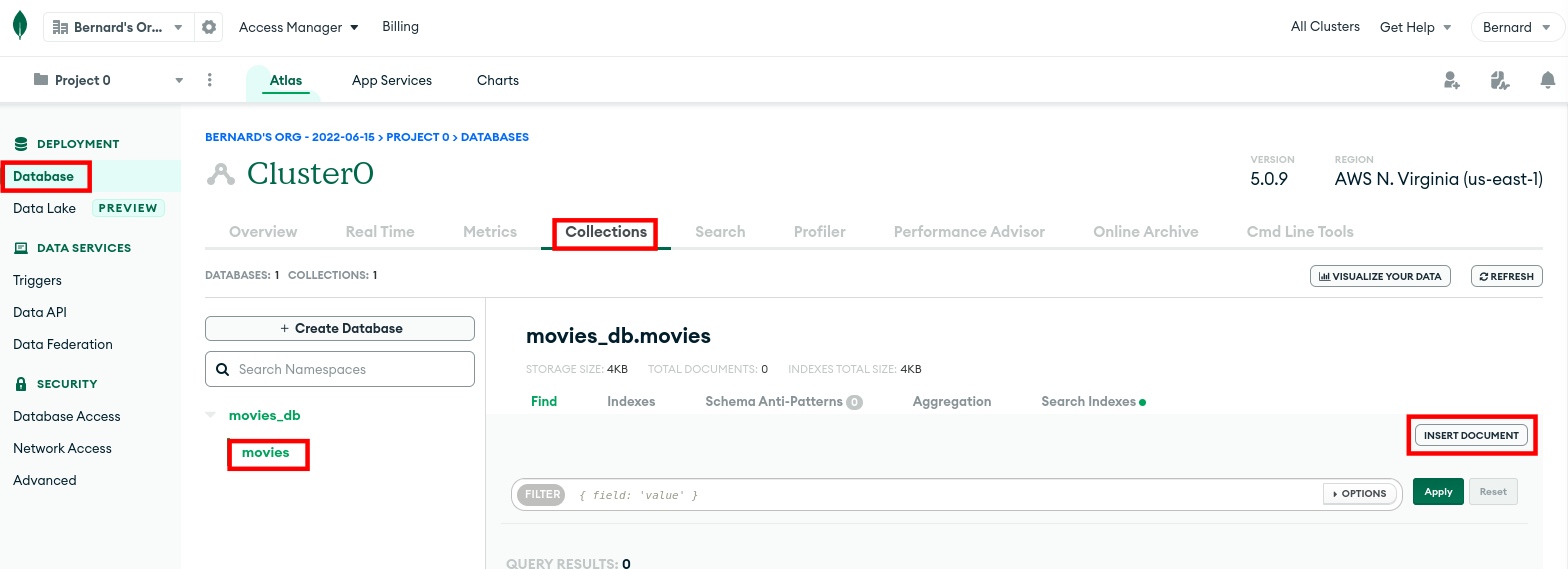 Bernard's Or... Access Manager Billing All Clusters Get Help Bernard
Project 0 Atlas App Services Charts
DEPLOYMENT
Database
Data Lake PREVIEW
DATA SERVICES
Triggers
Data API
Data Federation
SECURITY
Database Access
Network Access
Advanced
BERNARD'S ORG - 2022-06-15 > PROJECT 0 > DATABASES
Cluster0
VERSION
5.0.9
REGION
AWS N. Virginia (us-east-1)
Overview Real Time Metrics Collections Search Profiler Performance Advisor Online Archive Cmd Line Tools
DATABASES: 1 COLLECTIONS: 1
VISUALIZE YOUR DATA REFRESH
+ Create Database
Search Namespaces
movies_db
movies
movies_db.movies
STORAGE SIZE: 4KB TOTAL DOCUMENTS: 0 INDEXES TOTAL SIZE: 4KB
Find Indexes Schema Anti-Patterns 0 Aggregation Search Indexes
INSERT DOCUMENT
FILTER { field: 'value' } OPTIONS Apply Reset
QUERY RESULTS: 0